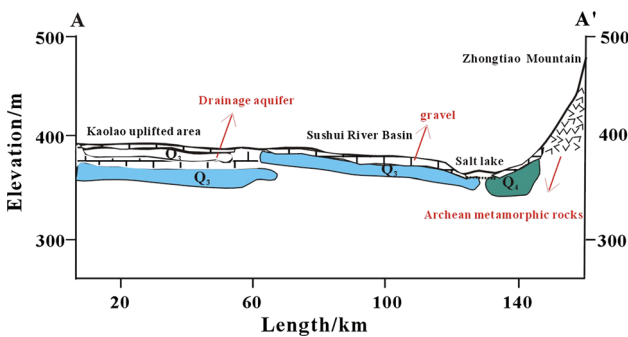 A
A'
500
500
Zhongtiao Mountain
Drainage aquifer
gravel
Kaolao uplifted area
Sushui River Basin
400
400
Q3
Salt lake
Q3
Q3
Q4
Archean metamorphic rocks
300
300
Elevation/m
20
60
100
140
Length/km